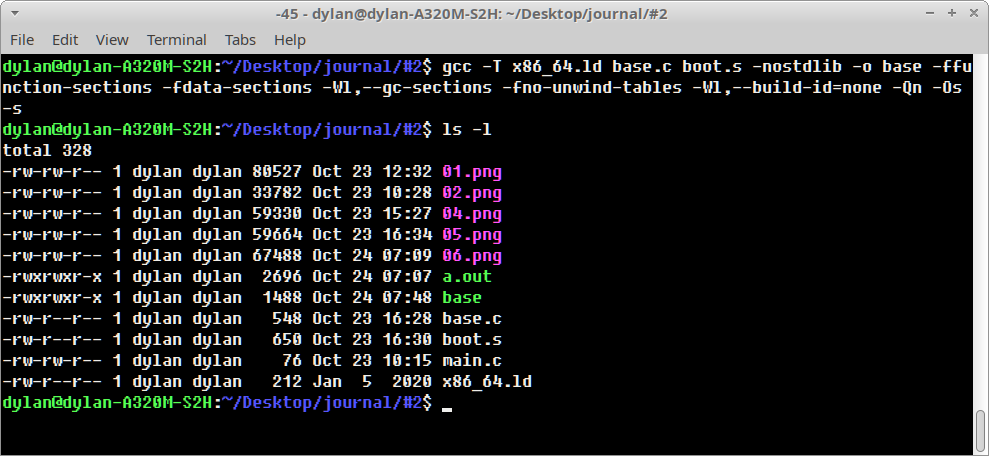 -45 - dylan@dylan-A320M-S2H: ~/Desktop/journal/#2
File Edit View Terminal Tabs Help
dylan@dylan-A320M-S2H:~/Desktop/journal/#2$ gcc -T x86_64.ld base.c boot.s -nostdlib -o base -ffu
nction-sections -fdata-sections -Wl,--gc-sections -fno-unwind-tables -Wl,--build-id=none -Qn -Os
-s
dylan@dylan-A320M-S2H:~/Desktop/journal/#2$ ls -l
total 328
-rw-rw-r-- 1 dylan dylan 80527 Oct 23 12:32 01.png
-rw-rw-r-- 1 dylan dylan 33782 Oct 23 10:28 02.png
-rw-rw-r-- 1 dylan dylan 59330 Oct 23 15:27 04.png
-rw-rw-r-- 1 dylan dylan 59664 Oct 23 16:34 05.png
-rw-rw-r-- 1 dylan dylan 67488 Oct 24 07:09 06.png
-rwxrwxr-x 1 dylan dylan  2696 Oct 24 07:07 a.out
-rwxrwxr-x 1 dylan dylan  1488 Oct 24 07:48 base
-rw-r--r-- 1 dylan dylan   548 Oct 23 16:28 base.c
-rw-r--r-- 1 dylan dylan   650 Oct 23 16:30 boot.s
-rw-rw-r-- 1 dylan dylan    76 Oct 23 10:15 main.c
-rw-r--r-- 1 dylan dylan   212 Jan  5  2020 x86_64.ld
dylan@dylan-A320M-S2H:~/Desktop/journal/#2$